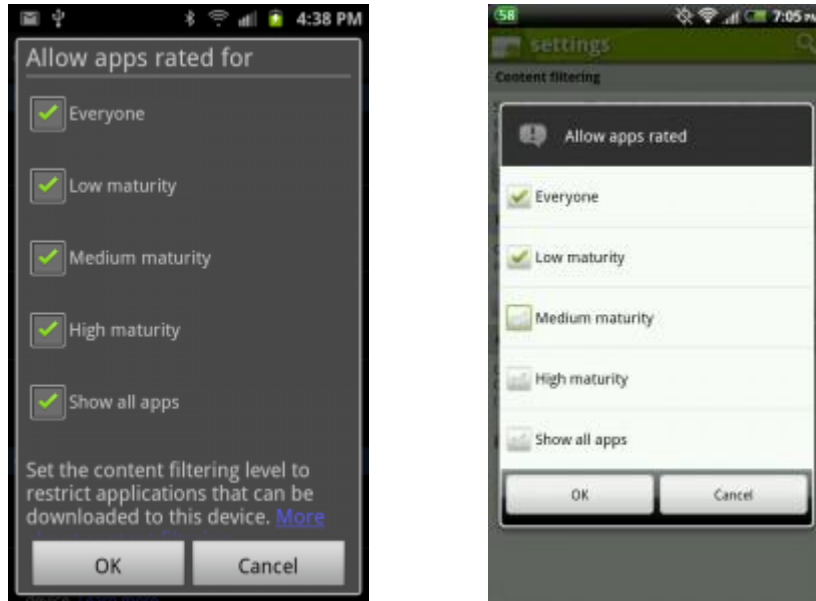 4:38 PM
Allow apps rated for
Everyone
Low maturity
Medium maturity
High maturity
Show all apps
Set the content filtering level to
restrict applications that can be
downloaded to this device. More
OK Cancel
58 7:05 PM
settings
Content filtering
Allow apps rated
Everyone
Low maturity
Medium maturity
High maturity
Show all apps
OK Cancel